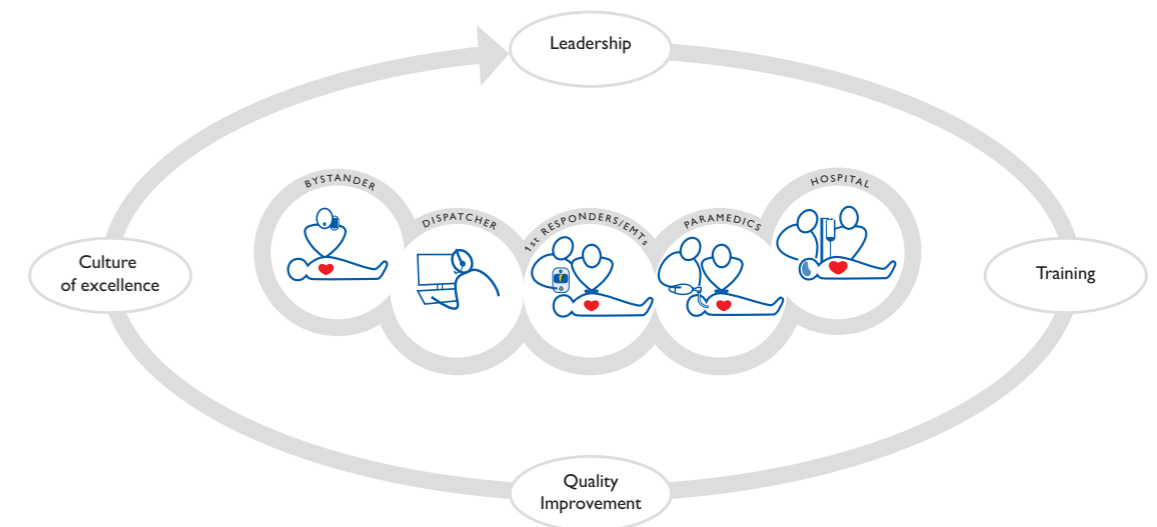 Leadership
BYSTANDER
DISPATCHER
1st RESPONDERS/EMTs
PARAMEDICS
HOSPITAL
Culture
of excellence
Training
Quality
Improvement